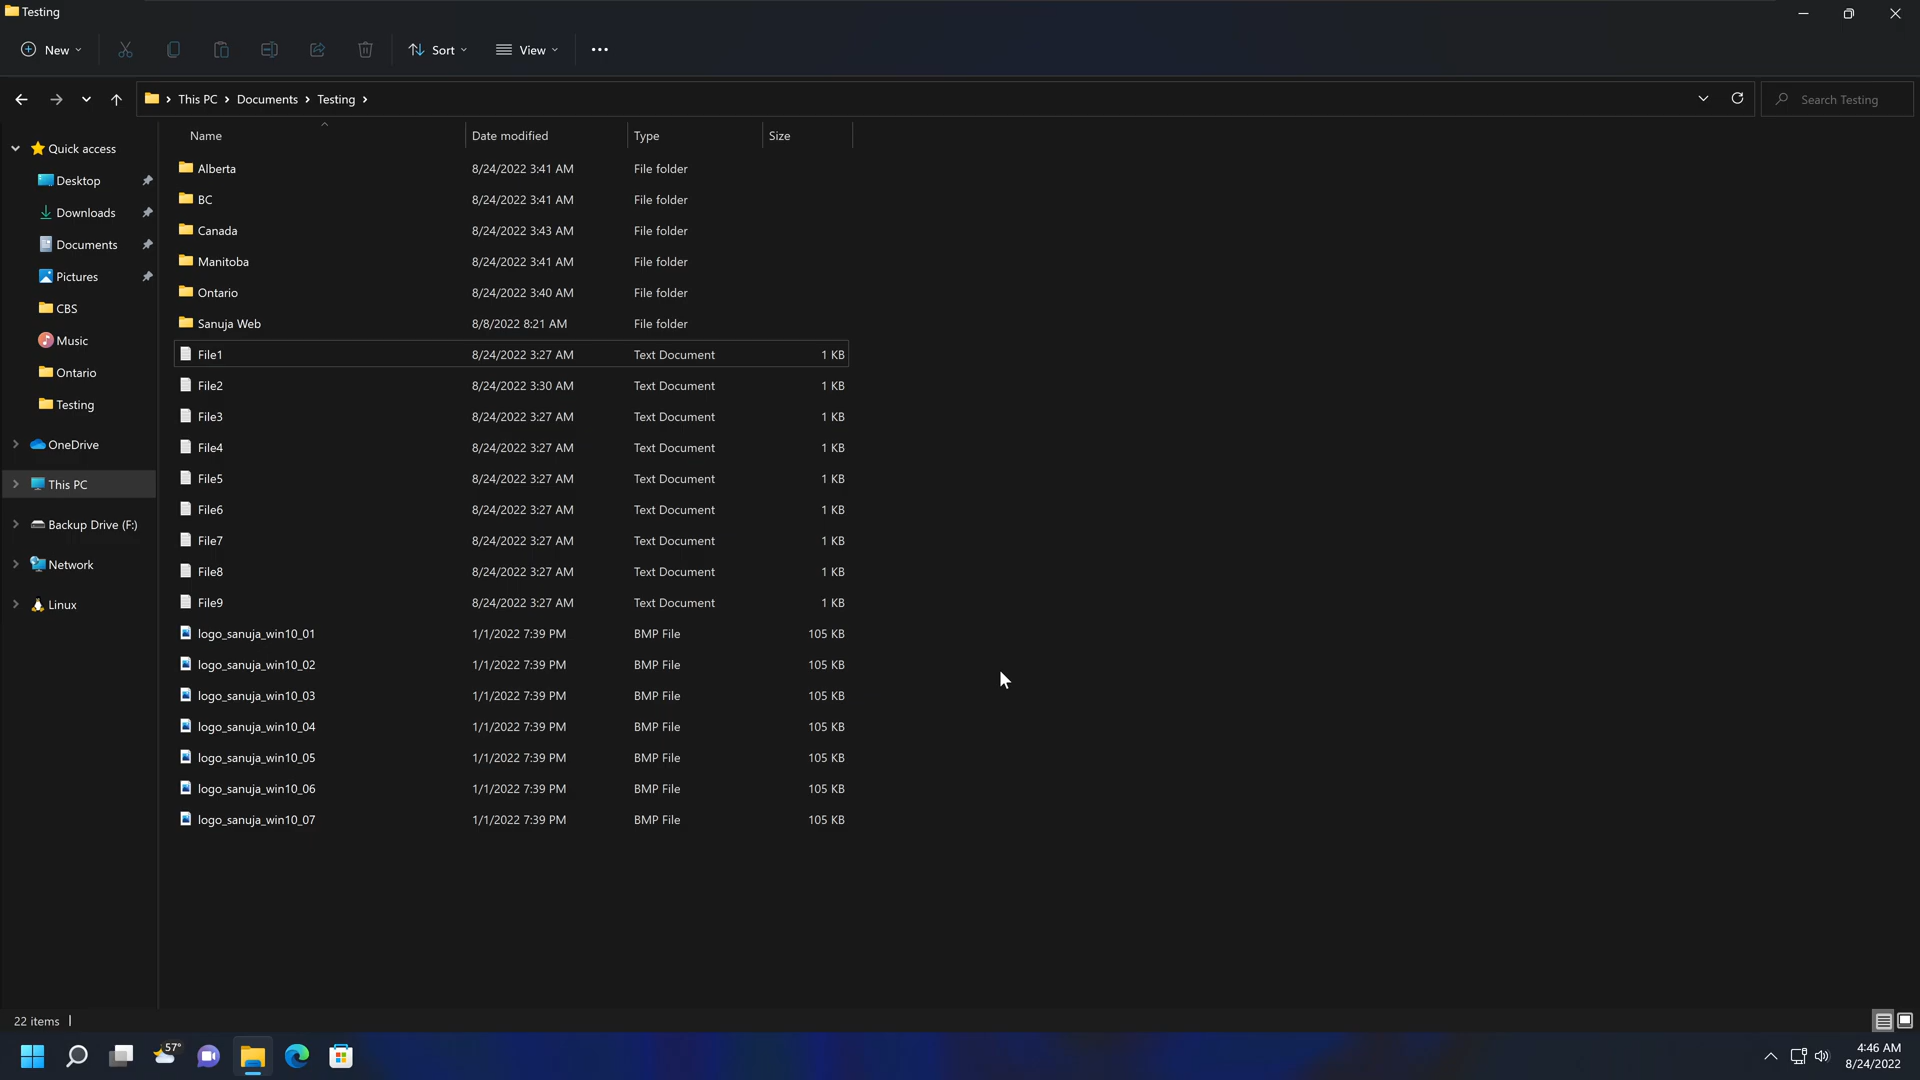 Testing
New
Sort
View
This PC > Documents > Testing >
Search Testing
Name Date modified Type Size
Quick access
Desktop
Downloads
Documents
Pictures
CBS
Music
Ontario
Testing
OneDrive
This PC
Backup Drive (F:)
Network
Linux
Alberta 8/24/2022 3:41 AM File folder
BC 8/24/2022 3:41 AM File folder
Canada 8/24/2022 3:43 AM File folder
Manitoba 8/24/2022 3:41 AM File folder
Ontario 8/24/2022 3:40 AM File folder
Sanuja Web 8/8/2022 8:21 AM File folder
File1 8/24/2022 3:27 AM Text Document 1 KB
File2 8/24/2022 3:30 AM Text Document 1 KB
File3 8/24/2022 3:27 AM Text Document 1 KB
File4 8/24/2022 3:27 AM Text Document 1 KB
File5 8/24/2022 3:27 AM Text Document 1 KB
File6 8/24/2022 3:27 AM Text Document 1 KB
File7 8/24/2022 3:27 AM Text Document 1 KB
File8 8/24/2022 3:27 AM Text Document 1 KB
File9 8/24/2022 3:27 AM Text Document 1 KB
logo_sanuja_win10_01 1/1/2022 7:39 PM BMP File 105 KB
logo_sanuja_win10_02 1/1/2022 7:39 PM BMP File 105 KB
logo_sanuja_win10_03 1/1/2022 7:39 PM BMP File 105 KB
logo_sanuja_win10_04 1/1/2022 7:39 PM BMP File 105 KB
logo_sanuja_win10_05 1/1/2022 7:39 PM BMP File 105 KB
logo_sanuja_win10_06 1/1/2022 7:39 PM BMP File 105 KB
logo_sanuja_win10_07 1/1/2022 7:39 PM BMP File 105 KB
22 items
57°
4:46 AM
8/24/2022